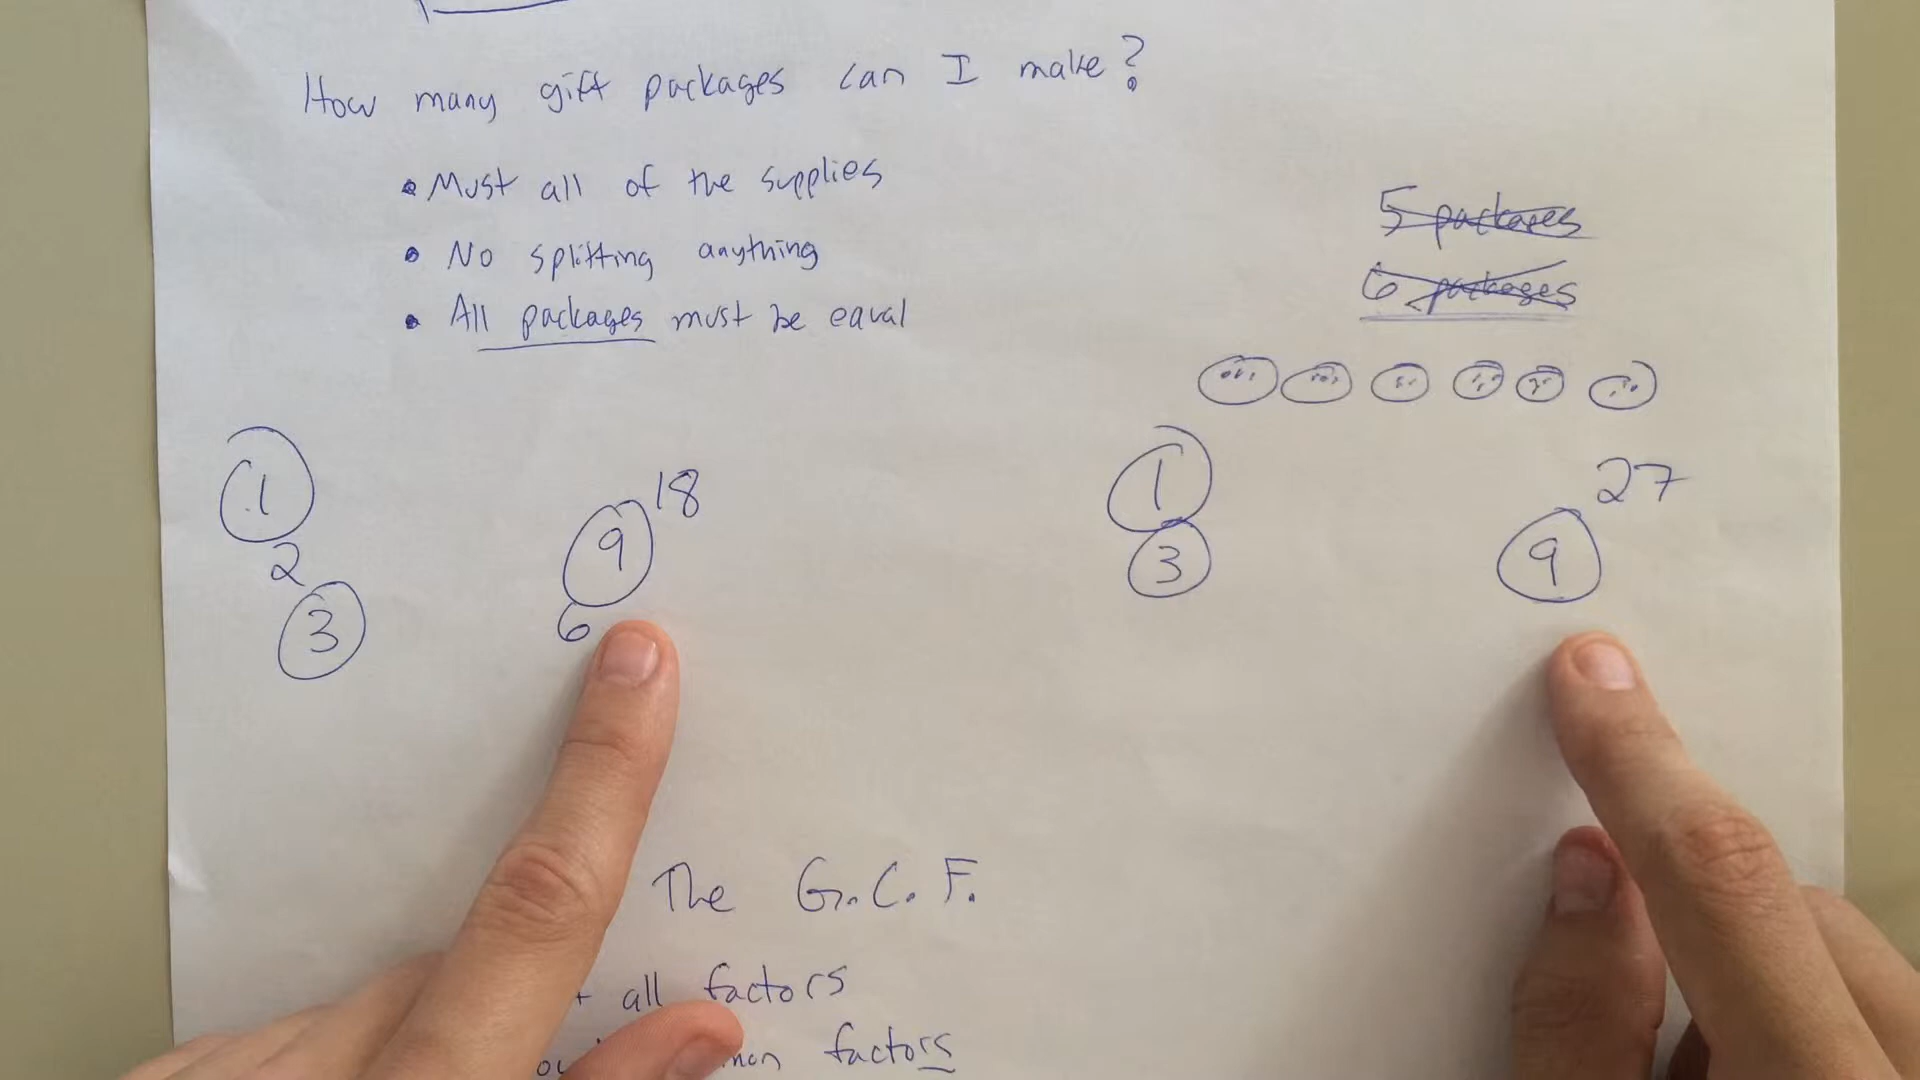 How many gift packages can I make?
• Must all of the supplies
• No splitting anything
• All packages must be equal
5 packages
6 packages
1
2
3
18
9
6
1
3
27
9
The G.C.F.
all factors
factors